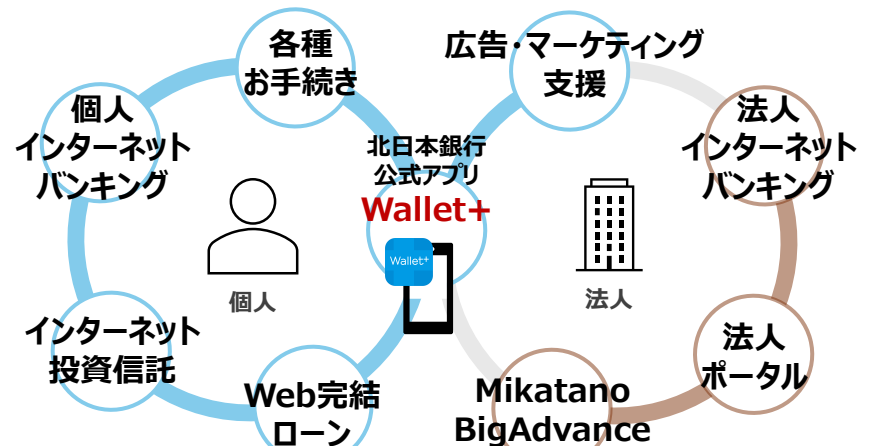 各種
お手続き
広告・マーケティング
支援
個人
インターネット
バンキング
北日本銀行
公式アプリ
Wallet+
法人
インターネット
バンキング
Wallet+
個人
法人
インターネット
投資信託
法人
ポータル
Web完結
ローン
Mikatano
BigAdvance